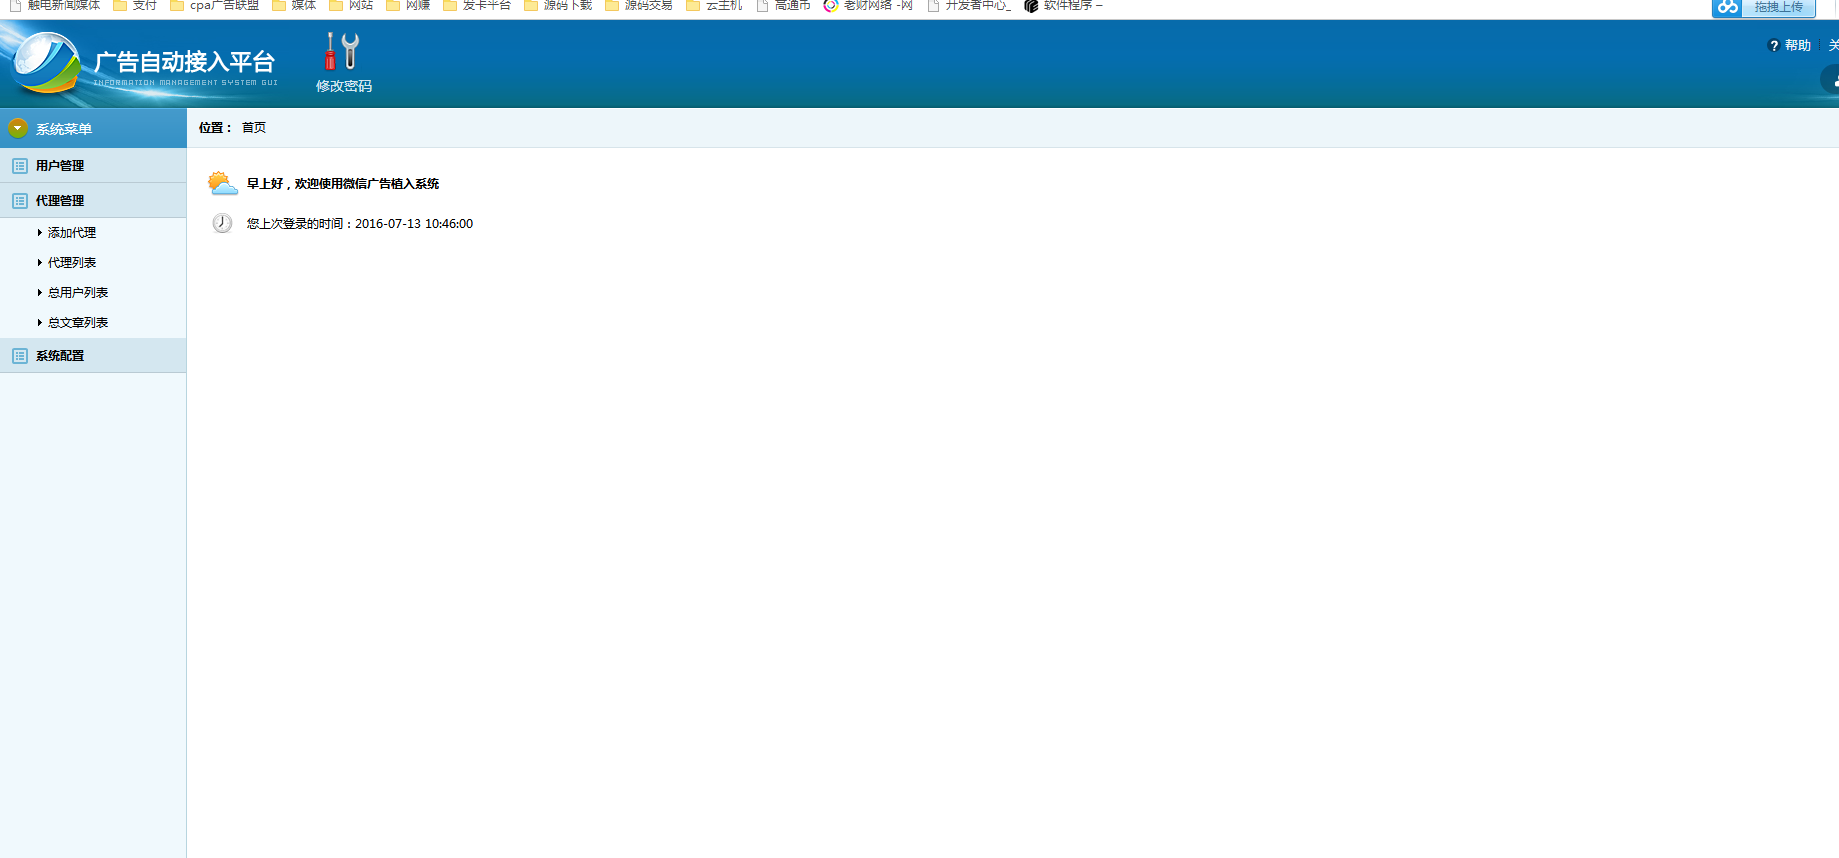 触电新闻媒体 支付 cpa广告联盟 媒体 网站 网赚 发卡平台 源码下载 源码交易 云主机 高通币 老财网络 -网 开发者中心_ 软件程序 – 拖拽上传
广告自动接入平台
INFORMATION MANAGEMENT SYSTEM GUI
修改密码
? 帮助
系统菜单
位置： 首页
用户管理
代理管理
添加代理
代理列表
总用户列表
总文章列表
系统配置
早上好，欢迎使用微信广告植入系统
您上次登录的时间：2016-07-13 10:46:00